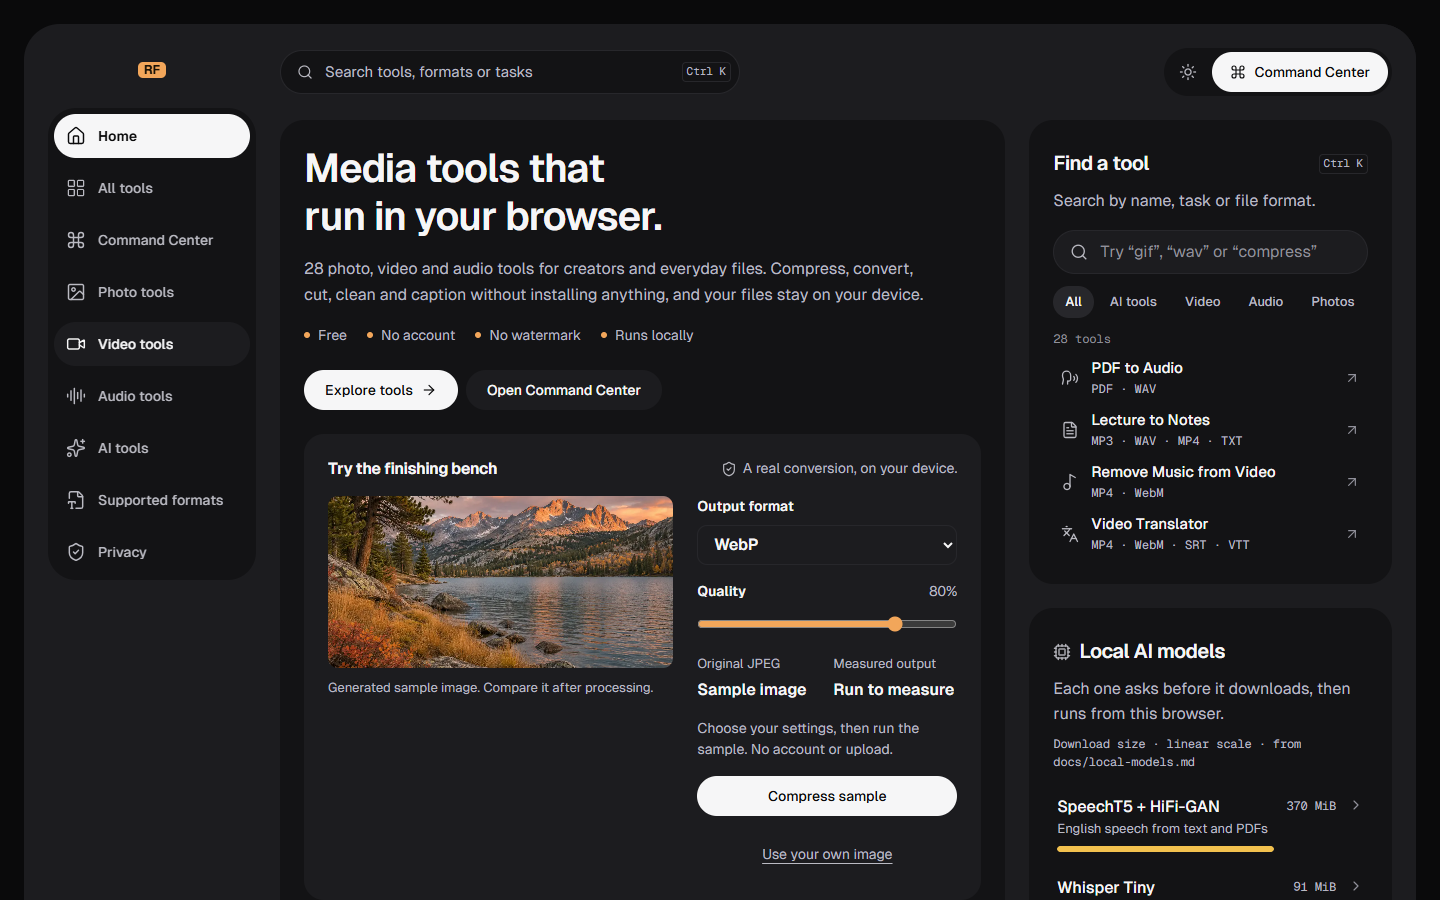 RF
Search tools, formats or tasks
Ctrl K
Command Center
Home
All tools
Command Center
Photo tools
Video tools
Audio tools
AI tools
Supported formats
Privacy
Media tools that
run in your browser.
28 photo, video and audio tools for creators and everyday files. Compress, convert,
cut, clean and caption without installing anything, and your files stay on your device.
Free
No account
No watermark
Runs locally
Explore tools
Open Command Center
Try the finishing bench
A real conversion, on your device.
Generated sample image. Compare it after processing.
Output format
WebP
Quality
80%
Original JPEG
Measured output
Sample image
Run to measure
Choose your settings, then run the
sample. No account or upload.
Compress sample
Use your own image
Find a tool
Ctrl K
Search by name, task or file format.
Try “gif”, “wav” or “compress”
All
AI tools
Video
Audio
Photos
28 tools
PDF to Audio
PDF · WAV
Lecture to Notes
MP3 · WAV · MP4 · TXT
Remove Music from Video
MP4 · WebM
Video Translator
MP4 · WebM · SRT · VTT
Local AI models
Each one asks before it downloads, then
runs from this browser.
Download size · linear scale · from
docs/local-models.md
SpeechT5 + HiFi-GAN
370 MiB
English speech from text and PDFs
Whisper Tiny
91 MiB